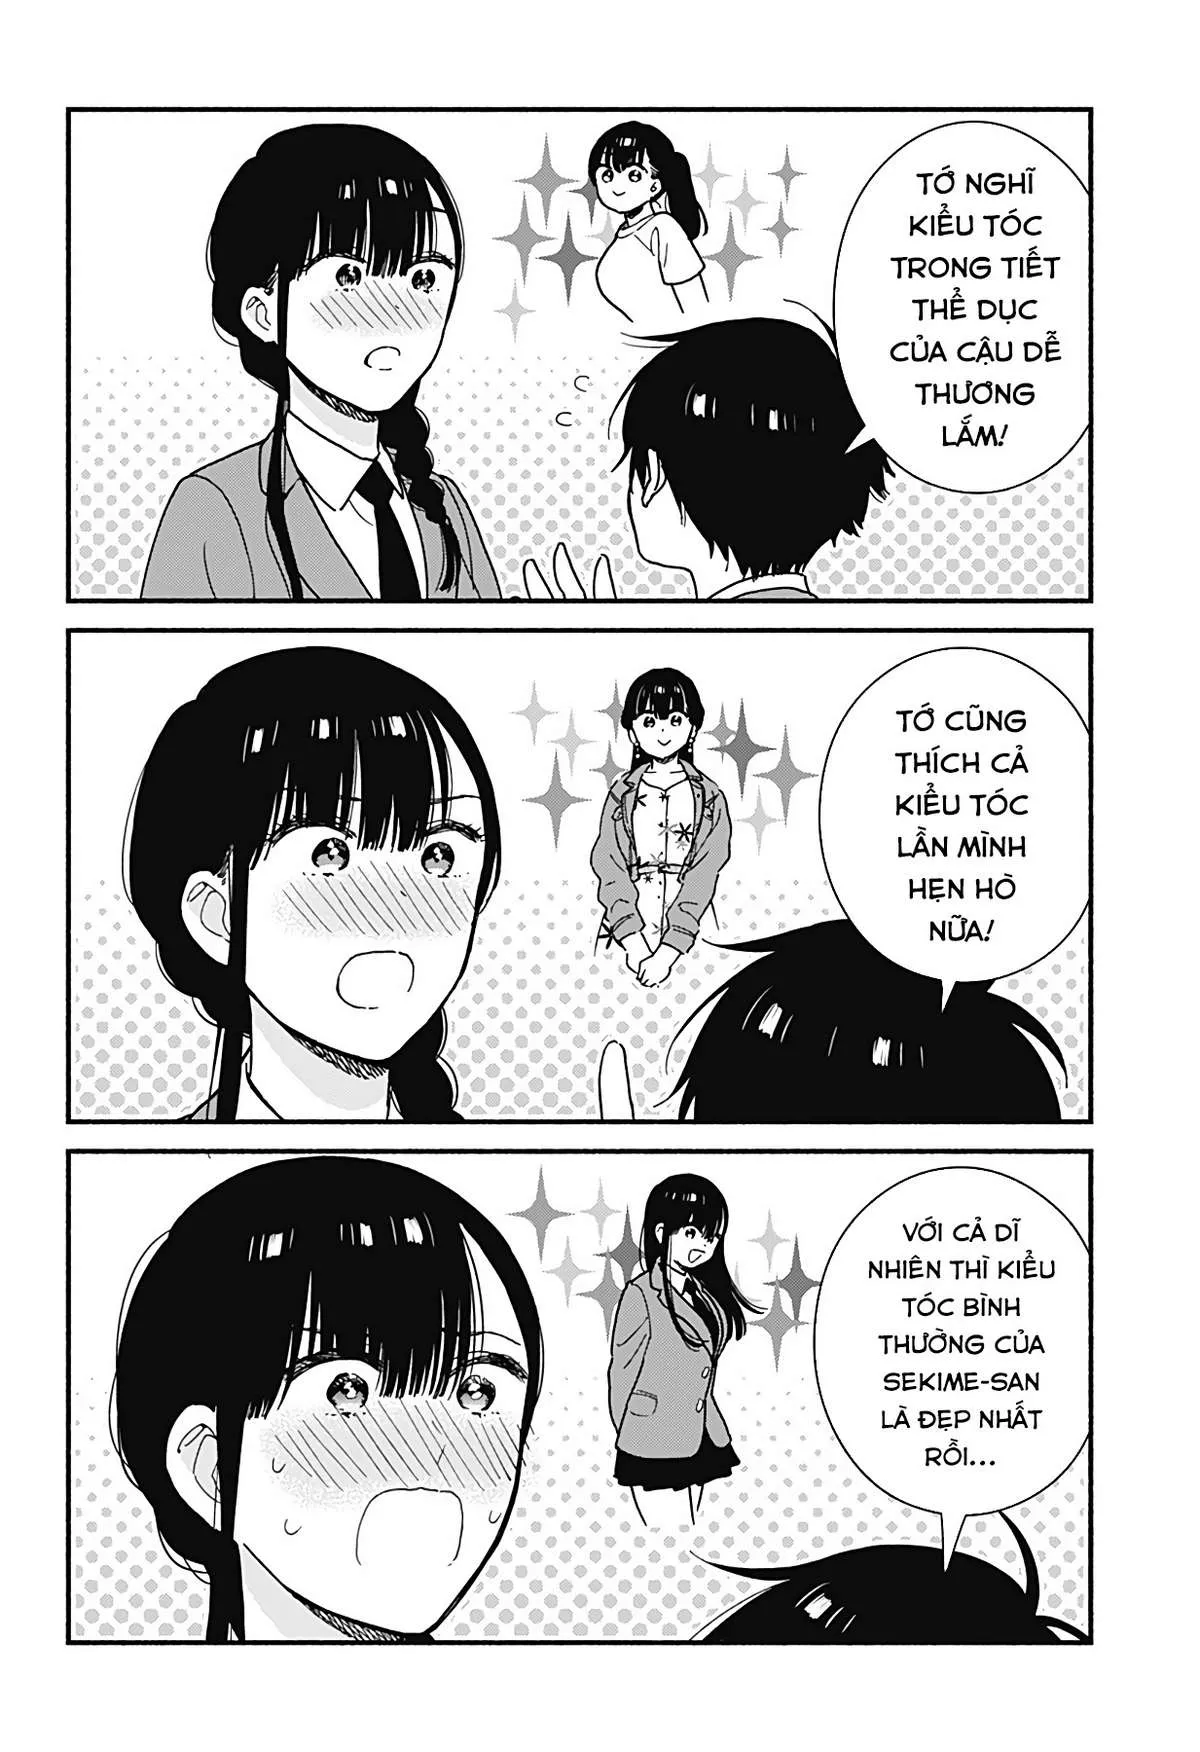 TỚ NGHĨ
KIỂU TÓC
TRONG TIẾT
THỂ DỤC
CỦA CẬU DỄ
THƯƠNG
LẮM!
TỚ CŨNG
THÍCH CẢ
KIỂU TÓC
LẦN MÌNH
HẸN HÒ
NỮA!
VỚI CẢ DĨ
NHIÊN THÌ KIỂU
TÓC BÌNH
THƯỜNG CỦA
SEKIME-SAN
LÀ ĐẸP NHẤT
RỒI...